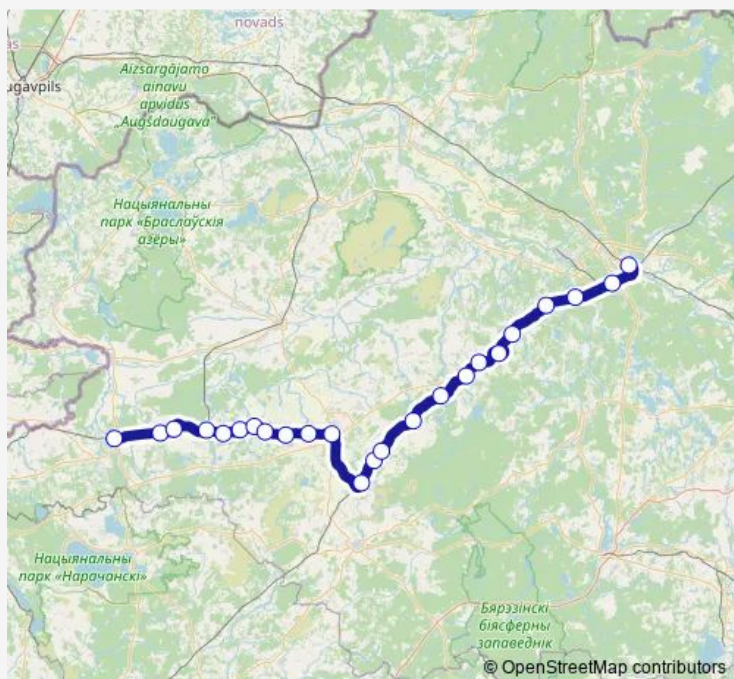 novads
Aizsargājamo
ainavu
apvidus
„Augšdaugava"
ugavpils
Нацыянальны
парк «Браслаўскія
азёры»
Нацыянальны
парк «Нарачанскі»
Бярэзінскі
біясферны
запаведнік
© OpenStreetMap contributors